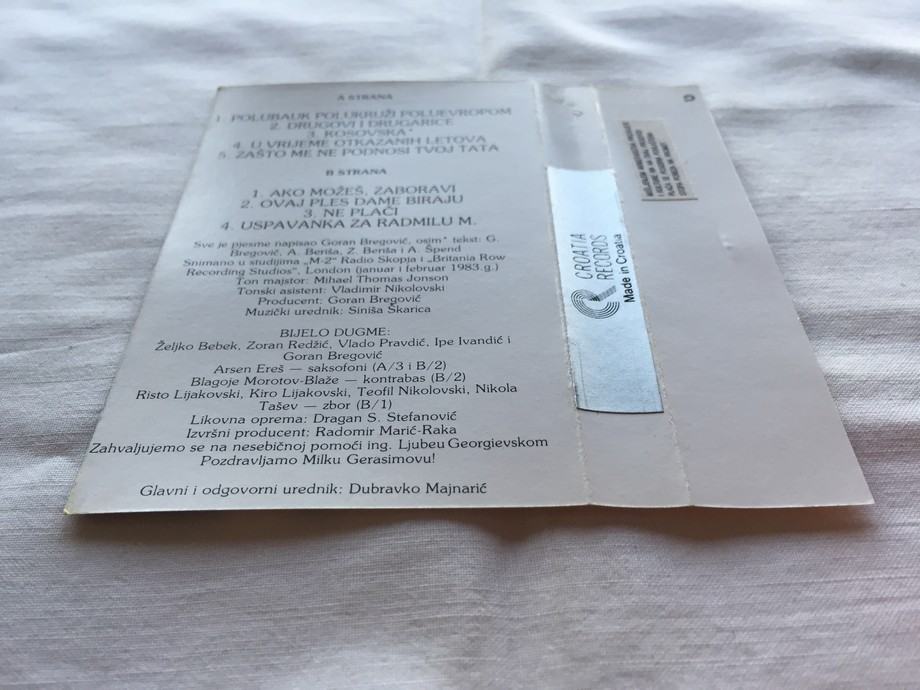 A STRANA
1. POLUBAUK POLUKRUŽI POLUEVROPOM
2. DRUGOVI I DRUGARICE
3. KOSOVSKA*
4. U VRIJEME OTKAZANIH LETOVA
5. ZAŠTO ME NE PODNOSI TVOJ TATA
B STRANA
1. AKO MOŽEŠ, ZABORAVI
2. OVAJ PLES DAME BIRAJU
3. NE PLAČI
4. USPAVANKA ZA RADMILU M.
Sve je pjesme napisao Goran Bregović, osim* tekst: G.
Bregović, A. Beriša, Z. Beriša i A. Špend
Snimano u studijima „M-2" Radio Skopja i „Britania Row
Recording Studios", London (januar i februar 1983.g.)
Ton majstor: Mihael Thomas Jonson
Tonski asistent: Vladimir Nikolovski
Producent: Goran Bregović
Muzički urednik: Siniša Škarica
BIJELO DUGME:
Željko Bebek, Zoran Redžić, Vlado Pravdić, Ipe Ivandić i
Goran Bregović
Arsen Ereš — saksofoni (A/3 i B/2)
Blagoje Morotov-Blaže — kontrabas (B/2)
Risto Lijakovski, Kiro Lijakovski, Teofil Nikolovski, Nikola
Tašev — zbor (B/1)
Likovna oprema: Dragan S. Stefanović
Izvršni producent: Radomir Marić-Raka
Zahvaljujemo se na nesebičnoj pomoći ing. Ljubeu Georgievskom
Pozdravljamo Milku Gerasimovu!
Glavni i odgovorni urednik: Dubravko Majnarić
CROATIA
RECORDS
Made in Croatia